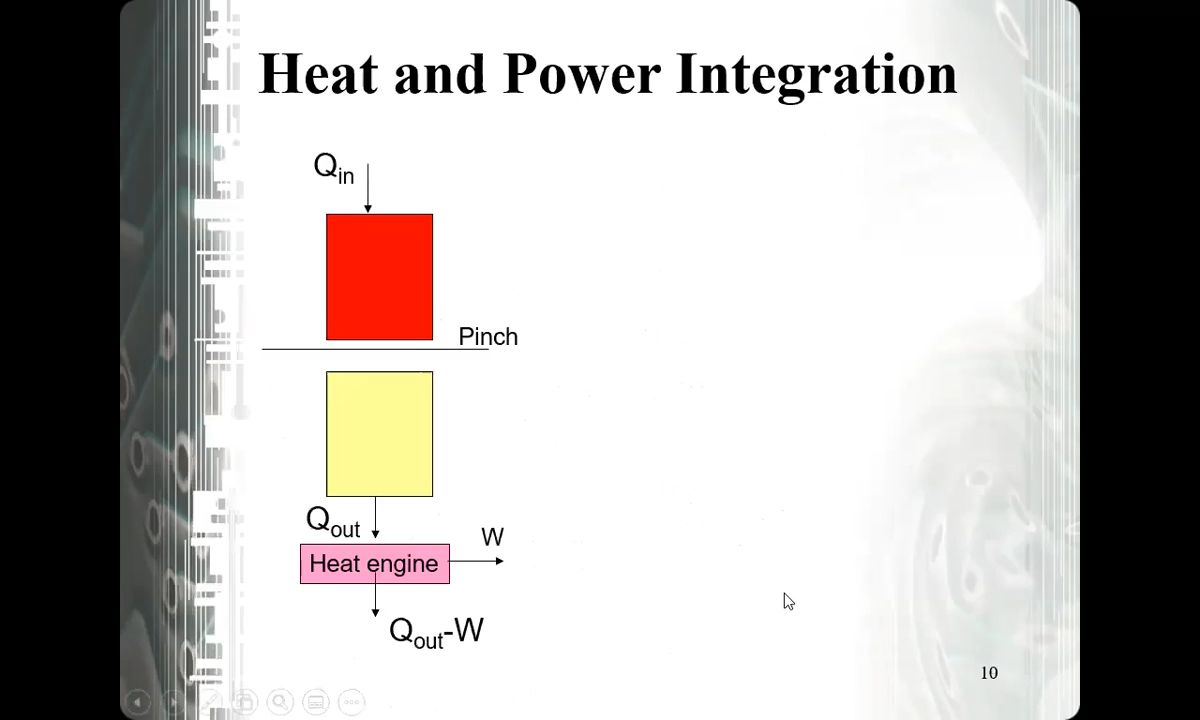 Heat and Power Integration
Qin
Pinch
Qout
W
Heat engine
Qout-W
10